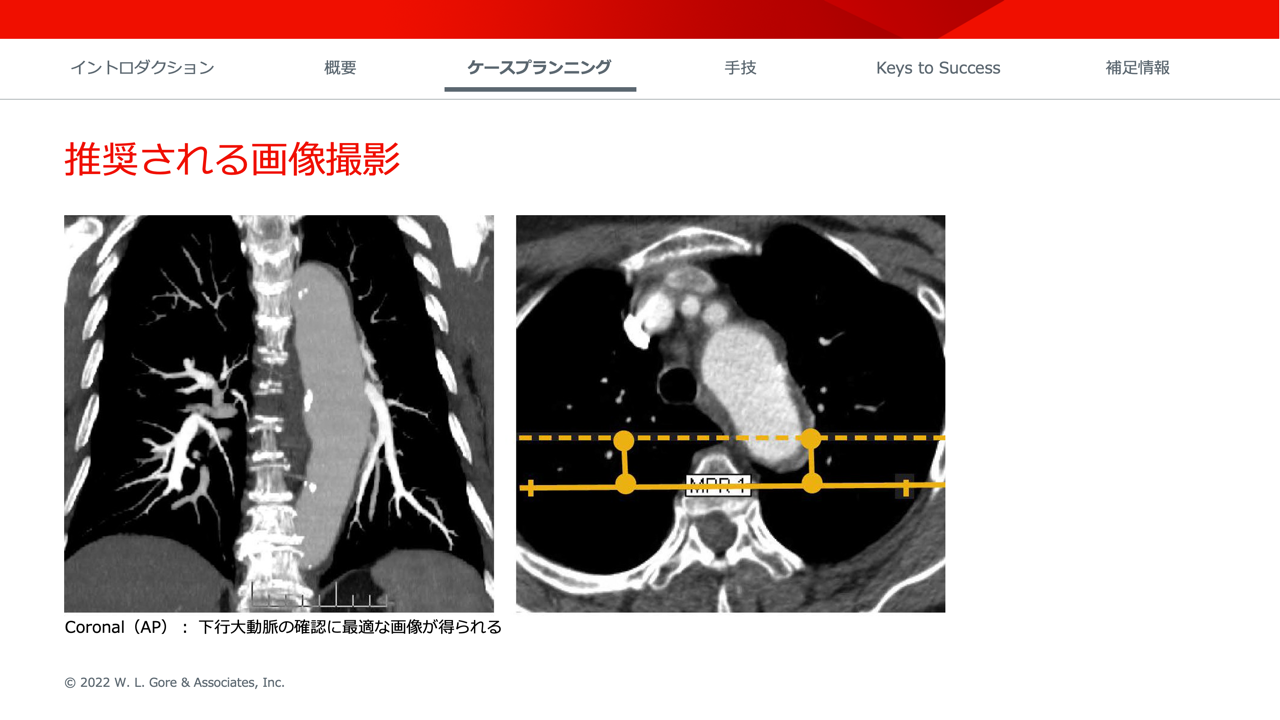 イントロダクション 概要 ケースプランニング 手技 Keys to Success 補足情報
推奨される画像撮影
MPR 1
Coronal（AP）： 下行大動脈の確認に最適な画像が得られる
© 2022 W. L. Gore & Associates, Inc.